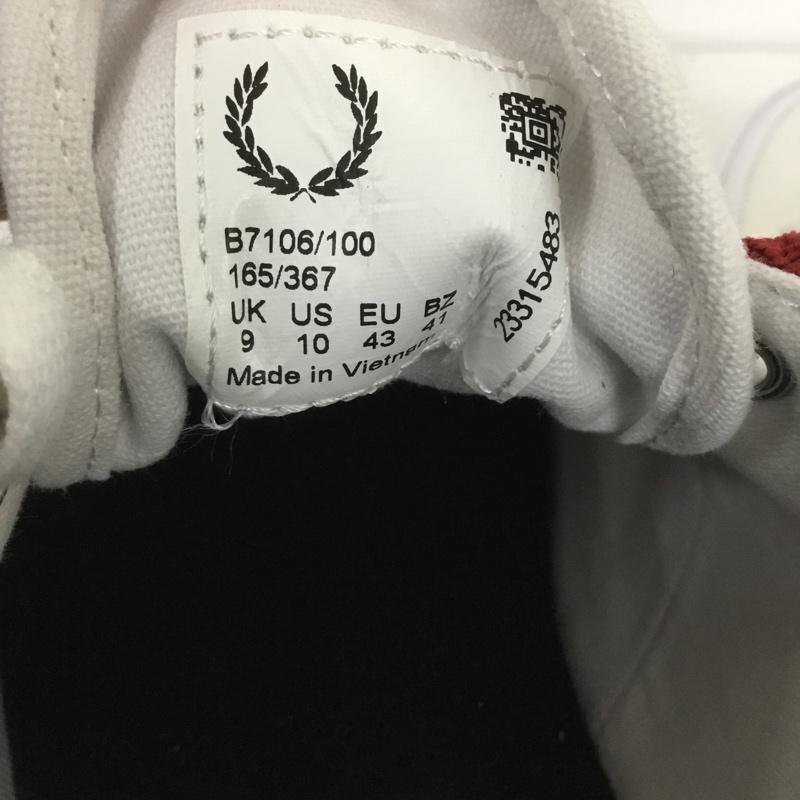 B7106/100
165/367
UK US EU BZ
9 10 43 41
Made in Vietnam
23315483